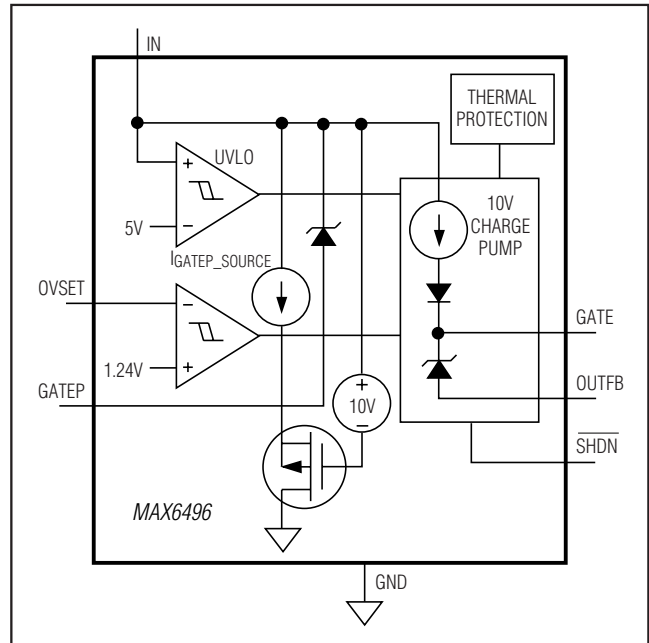 IN
THERMAL
PROTECTION
UVLO
+
5V
−
10V
CHARGE
PUMP
IGATEP_SOURCE
OVSET
−
1.24V
+
GATE
OUTFB
GATEP
+
10V
−
SHDN
MAX6496
GND